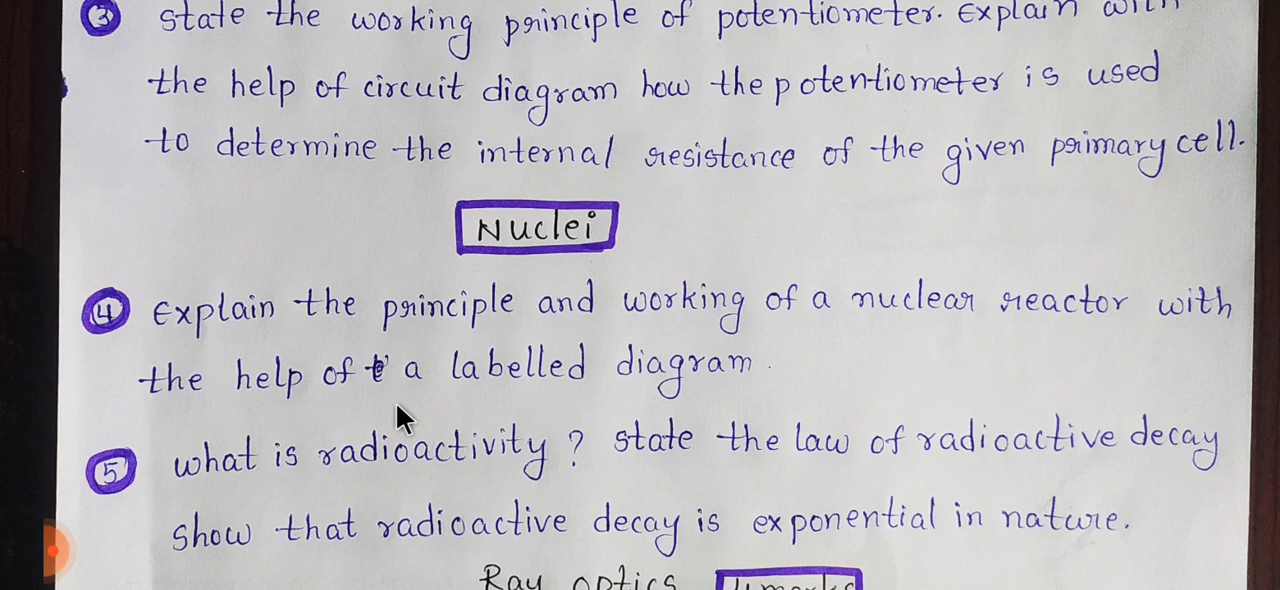 3 state the working principle of potentiometer. Explain with
the help of circuit diagram how the potentiometer is used
to determine the internal resistance of the given primary cell.
Nuclei
4 Explain the principle and working of a nuclear reactor with
the help of a labelled diagram.
5 what is radioactivity? state the law of radioactive decay
show that radioactive decay is exponential in nature.
Ray optics 4 marks